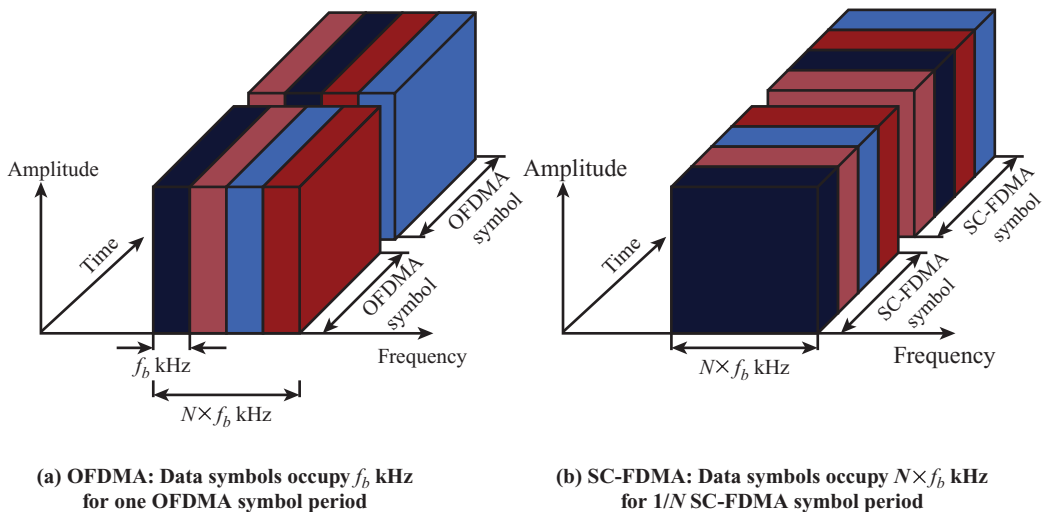 Amplitude
Time
OFDMA
symbol
OFDMA
symbol
Frequency
f_b kHz
N × f_b kHz
(a) OFDMA: Data symbols occupy f_b kHz
for one OFDMA symbol period
Amplitude
Time
SC-FDMA
symbol
SC-FDMA
symbol
Frequency
N × f_b kHz
(b) SC-FDMA: Data symbols occupy N × f_b kHz
for 1/N SC-FDMA symbol period